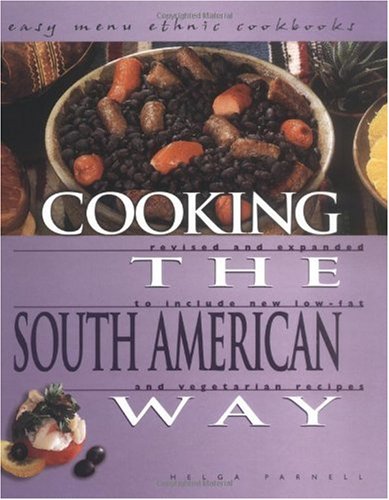 easy menu ethnic cookbooks
COOKING
revised and expanded
THE
to include new low-fat
SOUTH AMERICAN
and vegetarian recipes
WAY
HELGA PARNELL